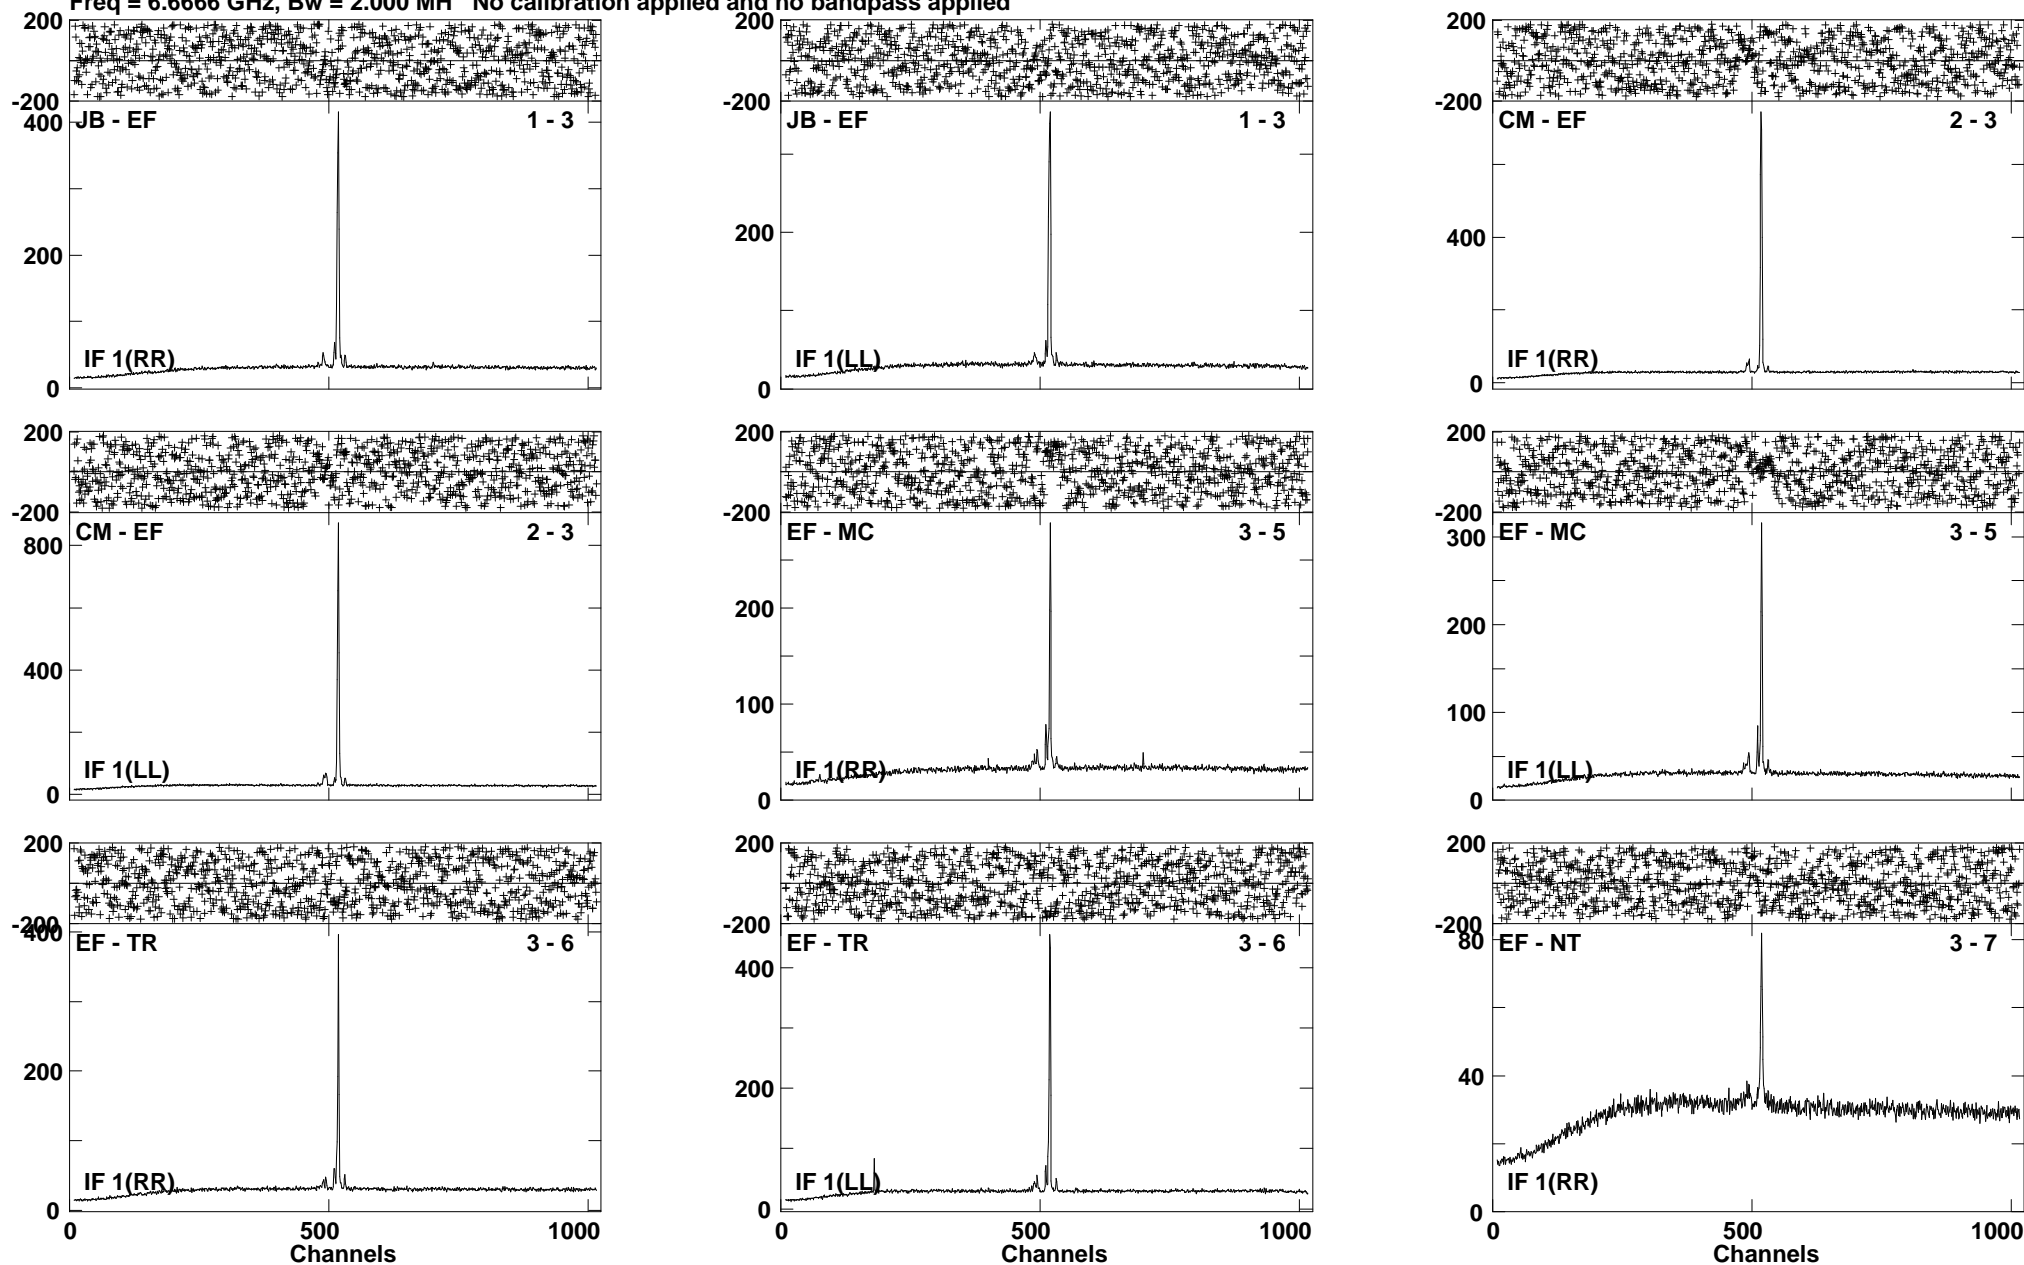 Freq = 6.6666 GHz, Bw = 2.000 MH   No calibration applied and no bandpass applied
200
-200
JB - EF 1 - 3
400
200
0
IF 1(RR)
200
-200
JB - EF 1 - 3
200
0
IF 1(LL)
200
-200
CM - EF 2 - 3
400
0
IF 1(RR)
200
-200
CM - EF 2 - 3
800
400
0
IF 1(LL)
200
-200
EF - MC 3 - 5
200
100
0
IF 1(RR)
200
-200
EF - MC 3 - 5
300
200
100
0
IF 1(LL)
200
-200
EF - TR 3 - 6
400
200
0
IF 1(RR)
0 500 1000
Channels
200
-200
EF - TR 3 - 6
400
200
0
IF 1(LL)
0 500 1000
Channels
200
-200
EF - NT 3 - 7
80
40
0
IF 1(RR)
0 500 1000
Channels